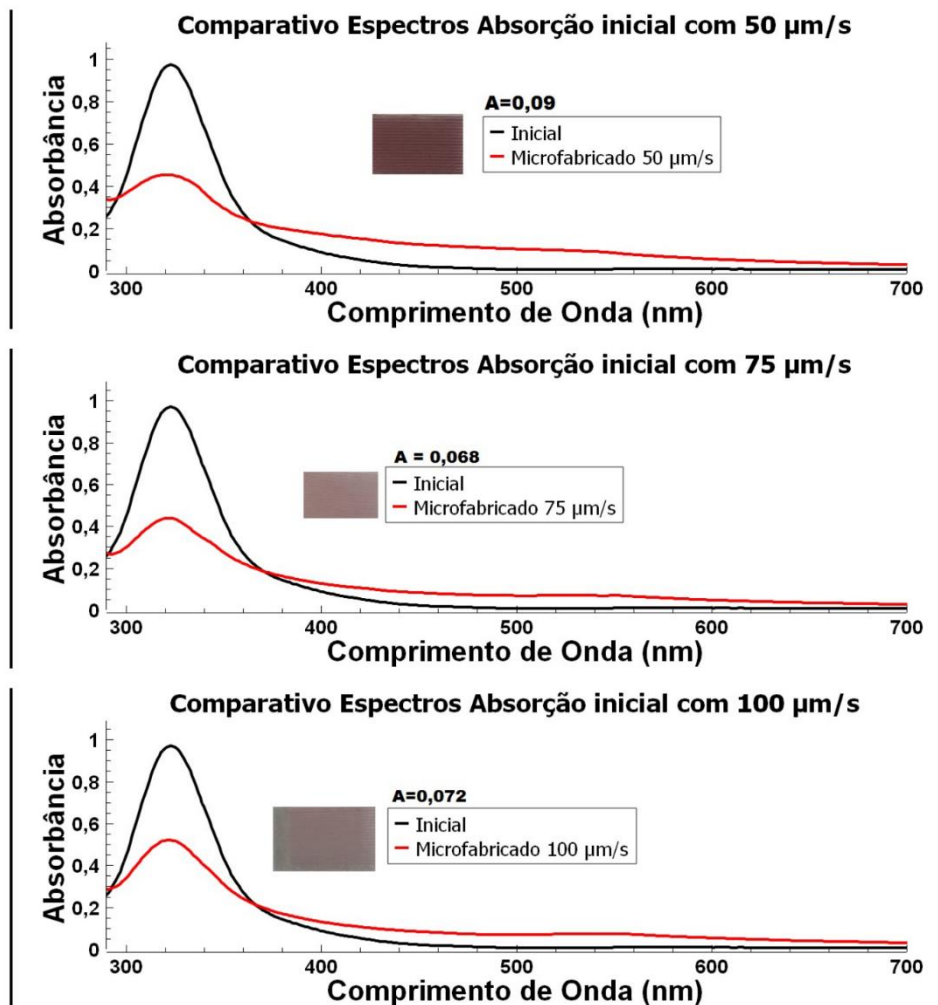 Comparativo Espectros Absorção inicial com 50 µm/s
Absorbância
1
0,8
0,6
0,4
0,2
0
A=0,09
Inicial
Microfabricado 50 µm/s
300 400 500 600 700
Comprimento de Onda (nm)
Comparativo Espectros Absorção inicial com 75 µm/s
Absorbância
1
0,8
0,6
0,4
0,2
0
A = 0,068
Inicial
Microfabricado 75 µm/s
300 400 500 600 700
Comprimento de Onda (nm)
Comparativo Espectros Absorção inicial com 100 µm/s
Absorbância
1
0,8
0,6
0,4
0,2
0
A=0,072
Inicial
Microfabricado 100 µm/s
300 400 500 600 700
Comprimento de Onda (nm)